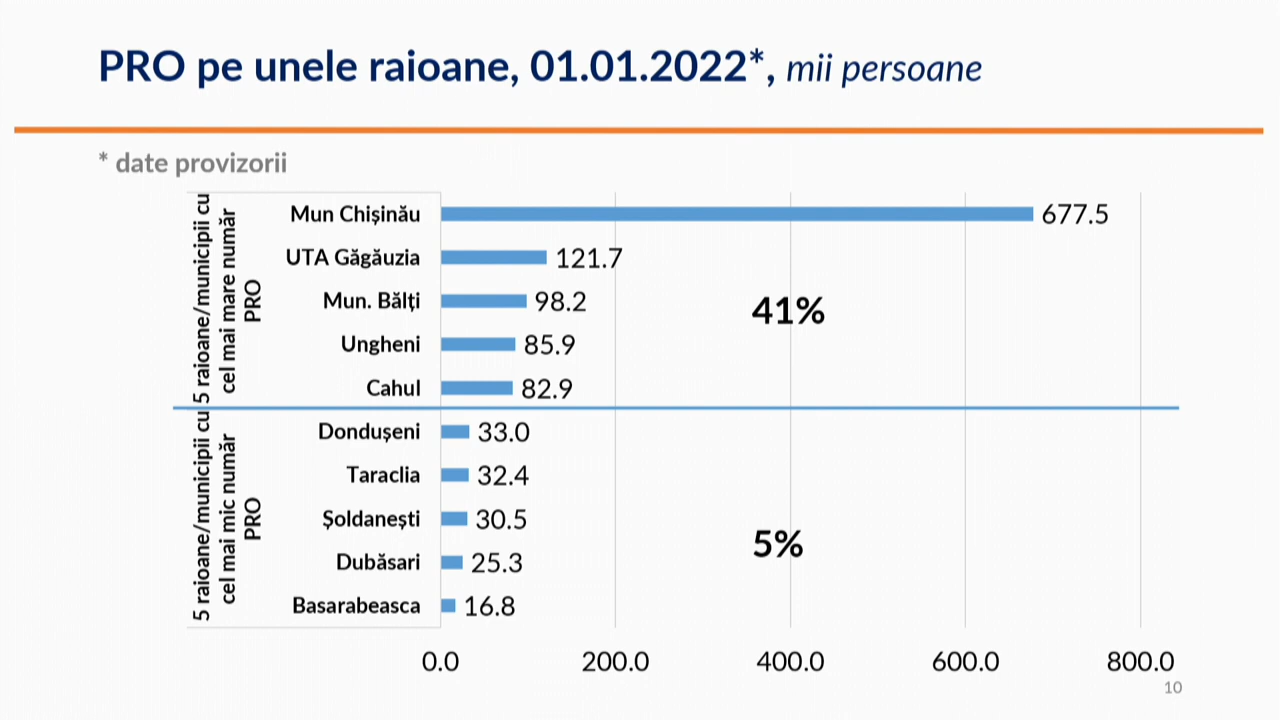 PRO pe unele raioane, 01.01.2022*, mii persoane
* date provizorii
5 raioane/municipii cu
cel mai mare număr
PRO
Mun Chișinău 677.5
UTA Găgăuzia 121.7
Mun. Bălți 98.2
Ungheni 85.9
Cahul 82.9
41%
5 raioane/municipii cu
cel mai mic număr
PRO
Dondușeni 33.0
Taraclia 32.4
Șoldanești 30.5
Dubăsari 25.3
Basarabeasca 16.8
5%
0.0 200.0 400.0 600.0 800.0
10